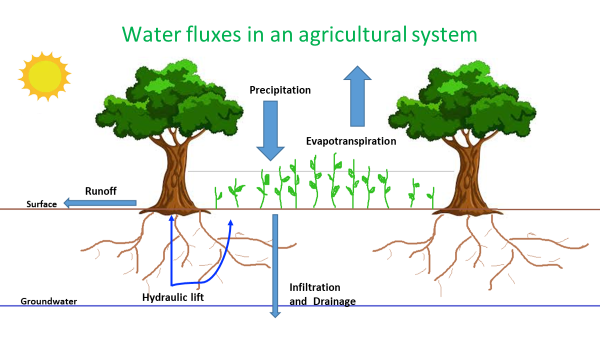 Water fluxes in an agricultural system
Precipitation
Evapotranspiration
Runoff
Surface
Hydraulic lift
Infiltration
and Drainage
Groundwater